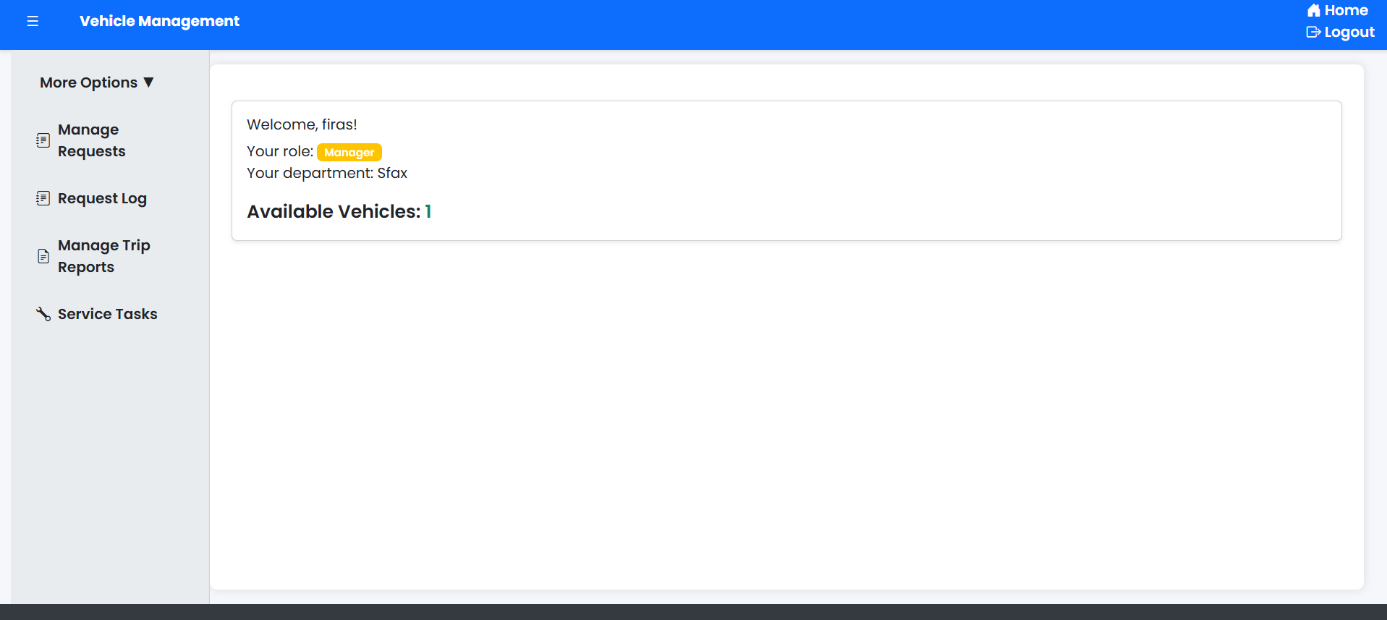 Vehicle Management
Home
Logout
More Options ▼
Manage
Requests
Request Log
Manage Trip
Reports
Service Tasks
Welcome, firas!
Your role: Manager
Your department: Sfax
Available Vehicles: 1